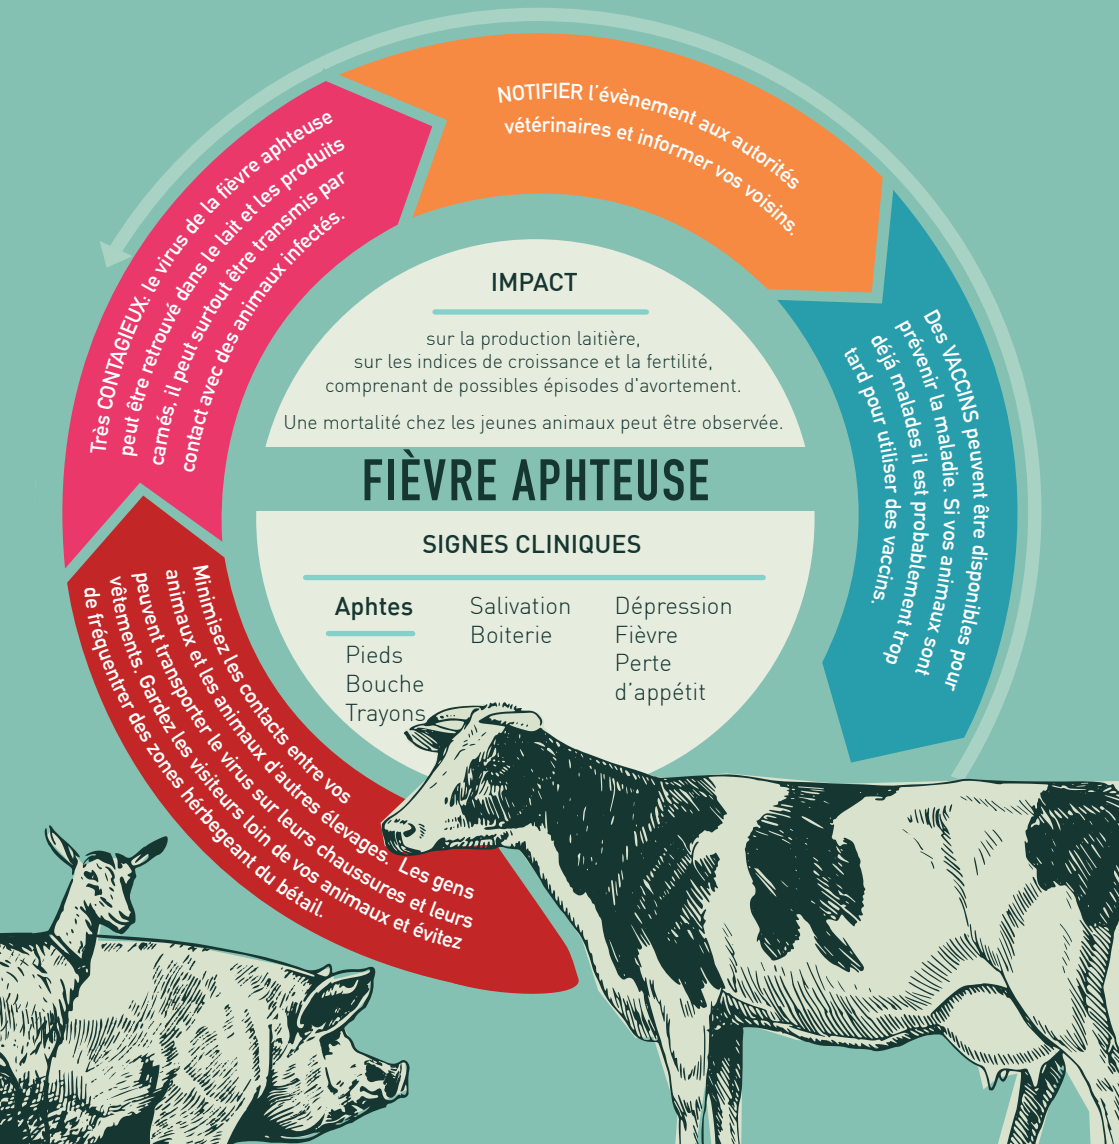 NOTIFIER l'évènement aux autorités
vétérinaires et informer vos voisins.
Des VACCINS peuvent être disponibles pour
prévenir la maladie. Si vos animaux sont
déjá malades il est probablement trop
tard pour utiliser des vaccins.
Très CONTAGIEUX: le virus de la fièvre aphteuse
peut être retrouvé dans le lait et les produits
carnés, il peut surtout être transmis par
contact avec des animaux infectés.
Minimisez les contacts entre vos
animaux et les animaux d'autres élevages. Les gens
peuvent transporter le virus sur leurs chaussures et leurs
vêtements. Gardez les visiteurs loin de vos animaux et évitez
de fréquentrer des zones hérbegeant du bétail.
IMPACT
sur la production laitière,
sur les indices de croissance et la fertilité,
comprenant de possibles épisodes d'avortement.
Une mortalité chez les jeunes animaux peut être observée.
FIÈVRE APHTEUSE
SIGNES CLINIQUES
Aphtes
Pieds
Bouche
Trayons
Salivation
Boiterie
Dépression
Fièvre
Perte
d'appétit